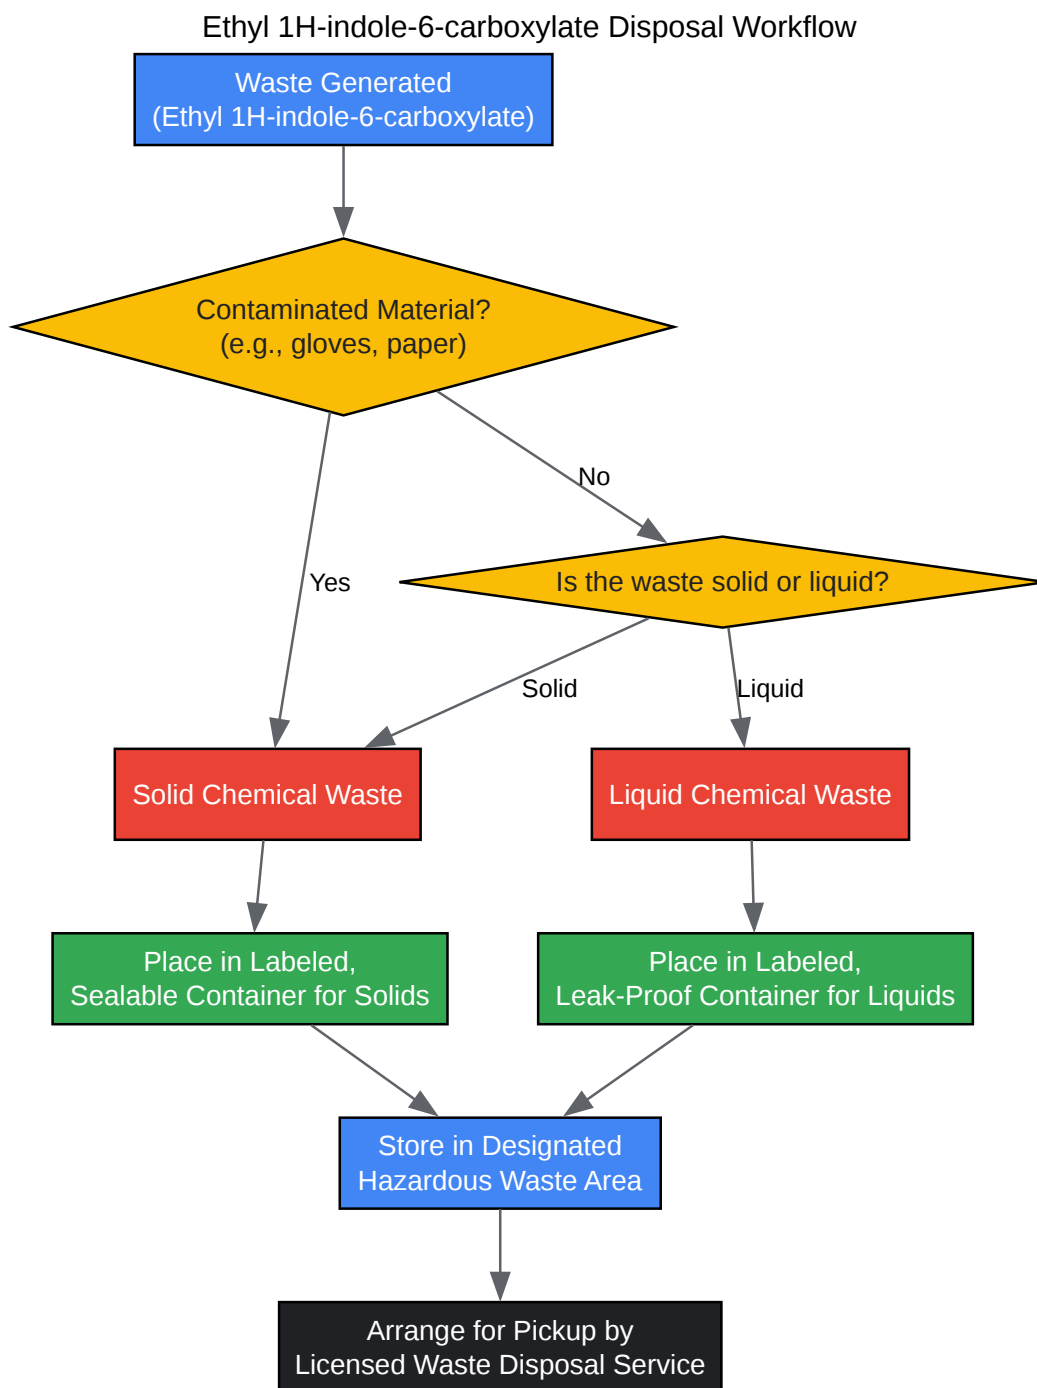 Ethyl 1H-indole-6-carboxylate Disposal Workflow
Waste Generated
(Ethyl 1H-indole-6-carboxylate)
Contaminated Material?
(e.g., gloves, paper)
No
Yes
Is the waste solid or liquid?
Solid
Liquid
Solid Chemical Waste
Liquid Chemical Waste
Place in Labeled,
Sealable Container for Solids
Place in Labeled,
Leak-Proof Container for Liquids
Store in Designated
Hazardous Waste Area
Arrange for Pickup by
Licensed Waste Disposal Service